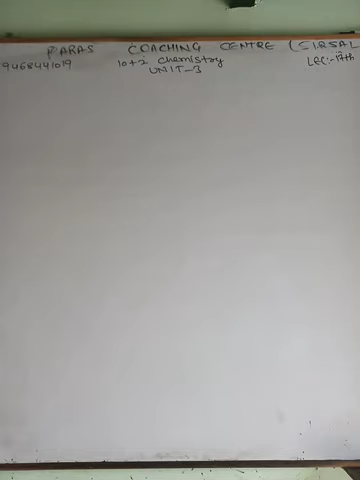 PARAS COACHING CENTRE (SIRSA)
9468441019 10+2 Chemistry LEC:-17th
UNIT-3